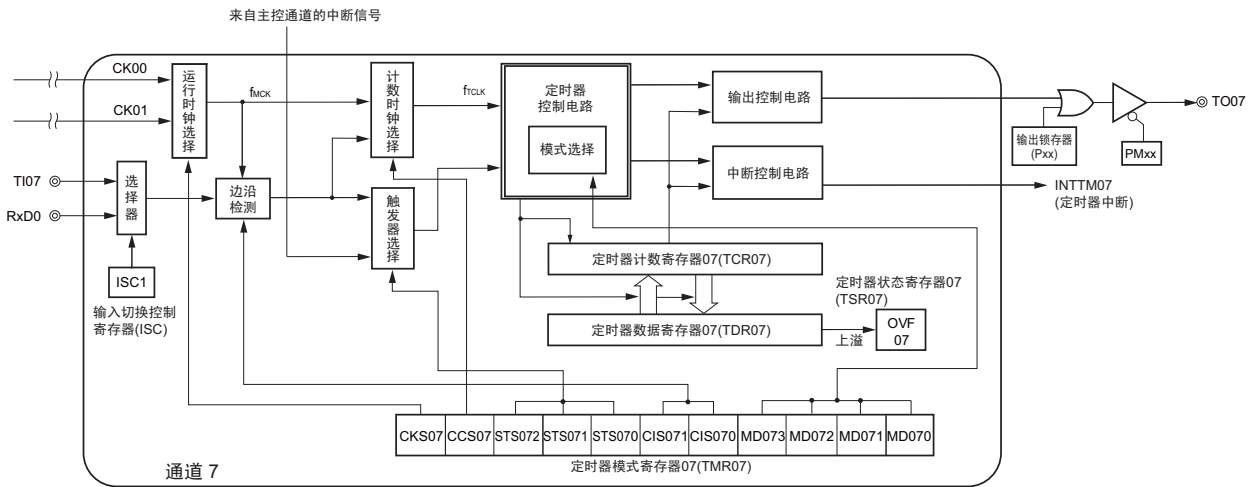 来自主控通道的中断信号
CK00
CK01
运行时钟选择
fMCK
计数时钟选择
fTCLK
定时器
控制电路
模式选择
输出控制电路
中断控制电路
输出锁存器
(Pxx)
PMxx
TO07
INTTM07
(定时器中断)
TI07
RxD0
选择器
边沿
检测
触发器选择
ISC1
输入切换控制
寄存器(ISC)
定时器计数寄存器07(TCR07)
定时器状态寄存器07
(TSR07)
定时器数据寄存器07(TDR07)
上溢
OVF
07
CKS07 CCS07 STS072 STS071 STS070 CIS071 CIS070 MD073 MD072 MD071 MD070
定时器模式寄存器07(TMR07)
通道 7